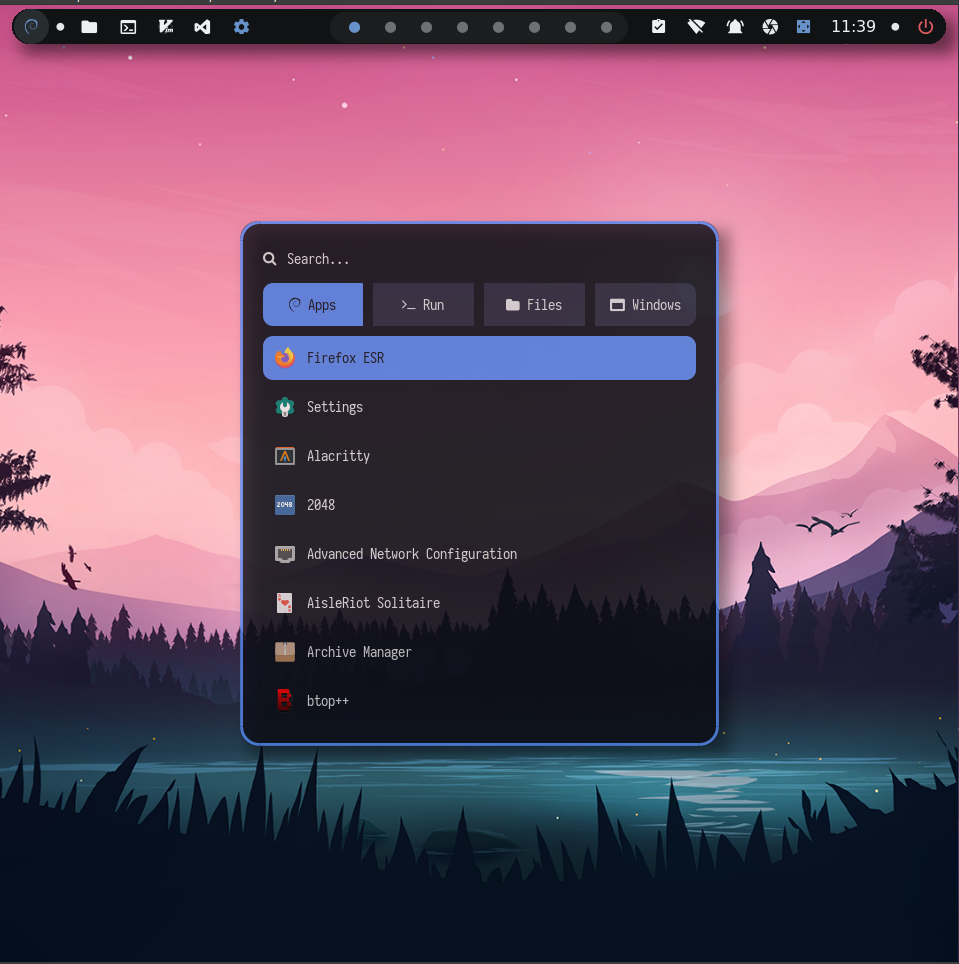 11:39
Search...
Apps
>_ Run
Files
Windows
Firefox ESR
Settings
Alacritty
2048 2048
Advanced Network Configuration
AisleRiot Solitaire
Archive Manager
btop++